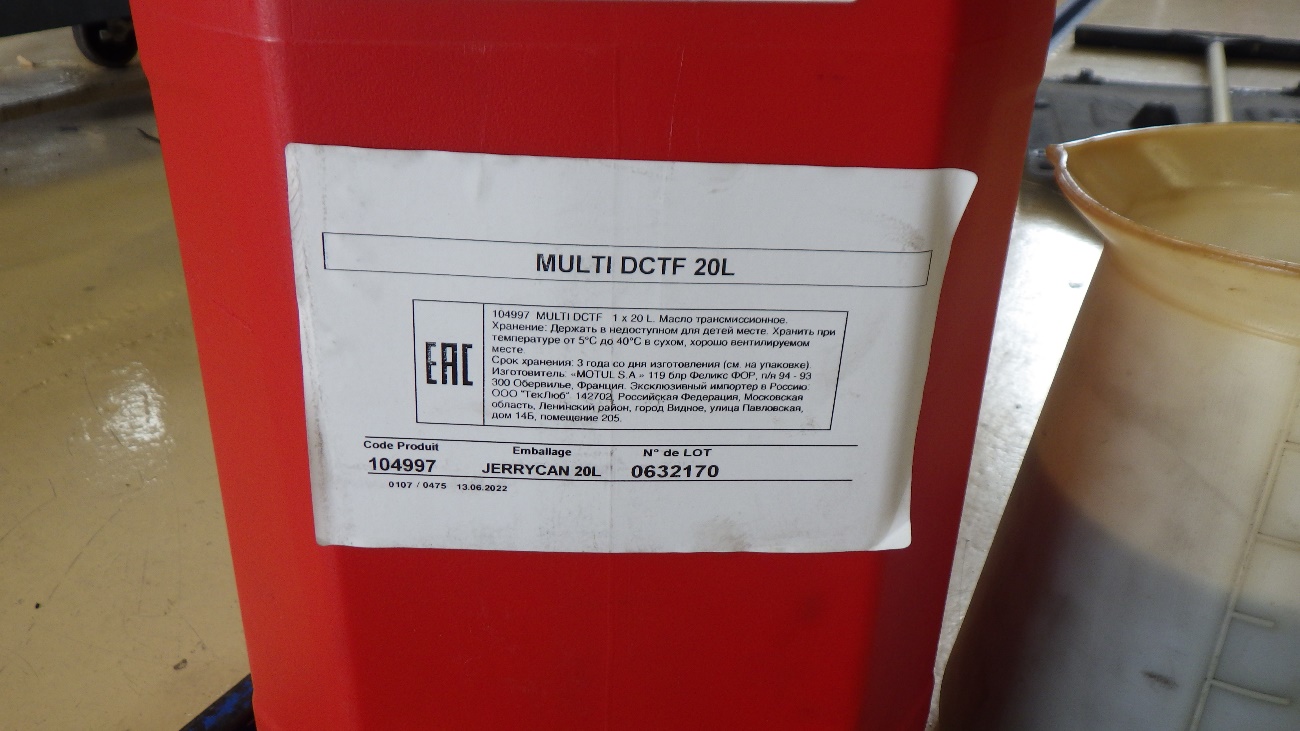 MULTI DCTF 20L
EAC
104997 MULTI DCTF 1 x 20 L. Масло трансмиссионное.
Хранение: Держать в недоступном для детей месте. Хранить при
температуре от 5°C до 40°C в сухом, хорошо вентилируемом
месте.
Срок хранения: 3 года со дня изготовления (см. на упаковке).
Изготовитель: «MOTUL S.A.» 119 блр Феликс ФОР, п/я 94 - 93
300 Обервилье, Франция. Эксклюзивный импортер в Россию:
ООО "ТекЛюб" 142702, Российская Федерация, Московская
область, Ленинский район, город Видное, улица Павловская,
дом 14Б, помещение 205.
Code Produit Emballage N° de LOT
104997 JERRYCAN 20L 0632170
0107 / 0475 13.06.2022